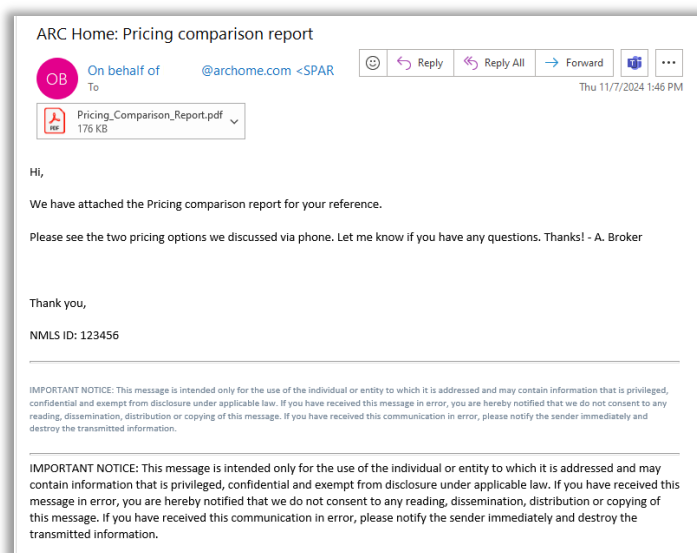 ARC Home: Pricing comparison report
OB
On behalf of @archome.com <SPAR
Reply
Reply All
Forward
To
Thu 11/7/2024 1:46 PM
PDF
Pricing_Comparison_Report.pdf
176 KB
Hi,
We have attached the Pricing comparison report for your reference.
Please see the two pricing options we discussed via phone. Let me know if you have any questions. Thanks! - A. Broker
Thank you,
NMLS ID: 123456
IMPORTANT NOTICE: This message is intended only for the use of the individual or entity to which it is addressed and may contain information that is privileged,
confidential and exempt from disclosure under applicable law. If you have received this message in error, you are hereby notified that we do not consent to any
reading, dissemination, distribution or copying of this message. If you have received this communication in error, please notify the sender immediately and
destroy the transmitted information.
IMPORTANT NOTICE: This message is intended only for the use of the individual or entity to which it is addressed and may
contain information that is privileged, confidential and exempt from disclosure under applicable law. If you have received this
message in error, you are hereby notified that we do not consent to any reading, dissemination, distribution or copying of
this message. If you have received this communication in error, please notify the sender immediately and destroy the
transmitted information.